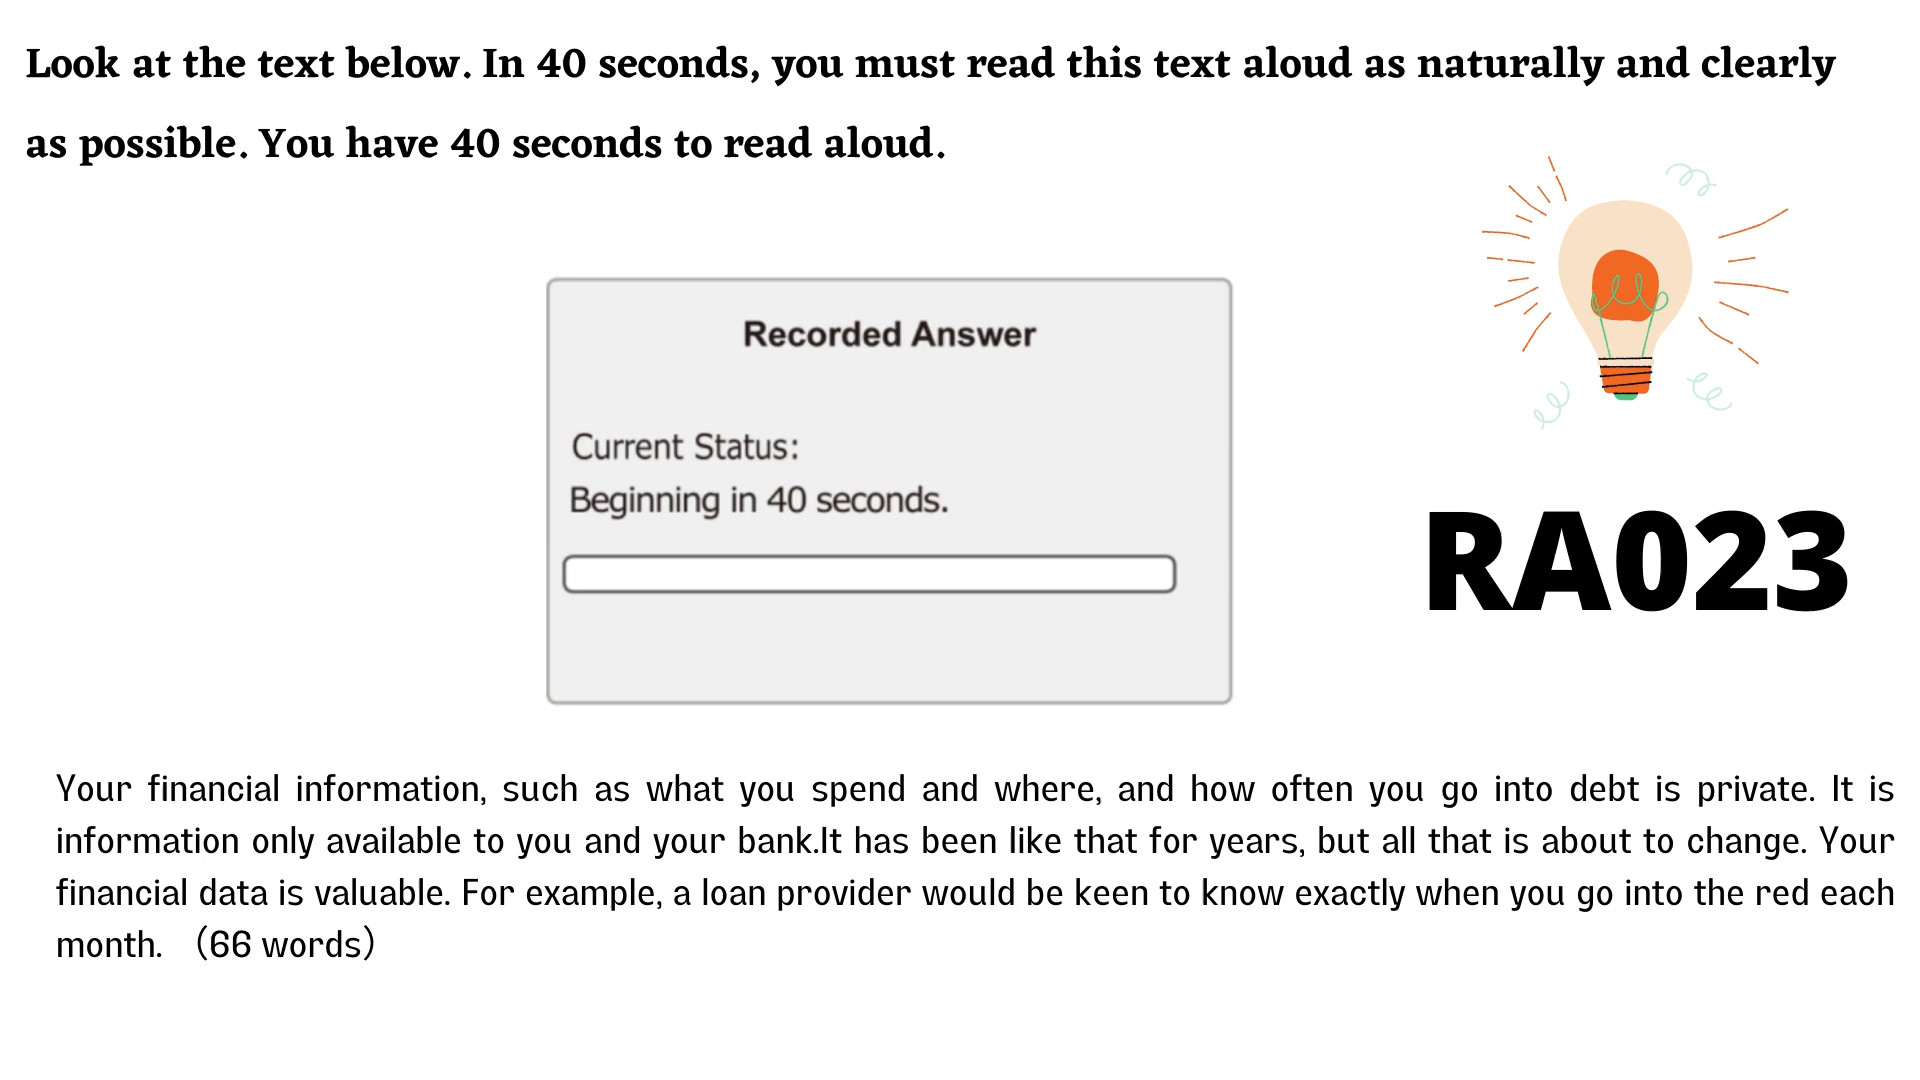 Look at the text below. In 40 seconds, you must read this text aloud as naturally and clearly
as possible. You have 40 seconds to read aloud.
Recorded Answer
Current Status:
Beginning in 40 seconds.
RA023
Your financial information, such as what you spend and where, and how often you go into debt is private. It is
information only available to you and your bank.It has been like that for years, but all that is about to change. Your
financial data is valuable. For example, a loan provider would be keen to know exactly when you go into the red each
month. （66 words）